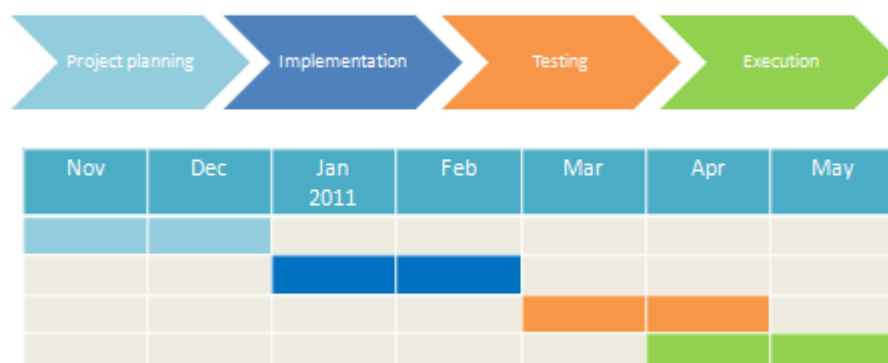 Project planning
Implementation
Testing
Execution
Nov
Dec
Jan
2011
Feb
Mar
Apr
May